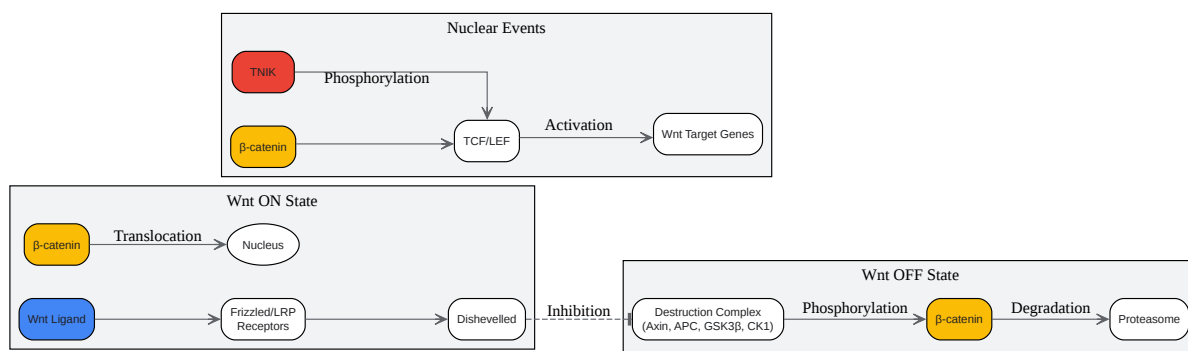 Nuclear Events
TNIK
Phosphorylation
β-catenin
TCF/LEF
Activation
Wnt Target Genes
Wnt ON State
β-catenin
Translocation
Nucleus
Wnt Ligand
Frizzled/LRP
Receptors
Dishevelled
Inhibition
Wnt OFF State
Destruction Complex
(Axin, APC, GSK3β, CK1)
Phosphorylation
β-catenin
Degradation
Proteasome